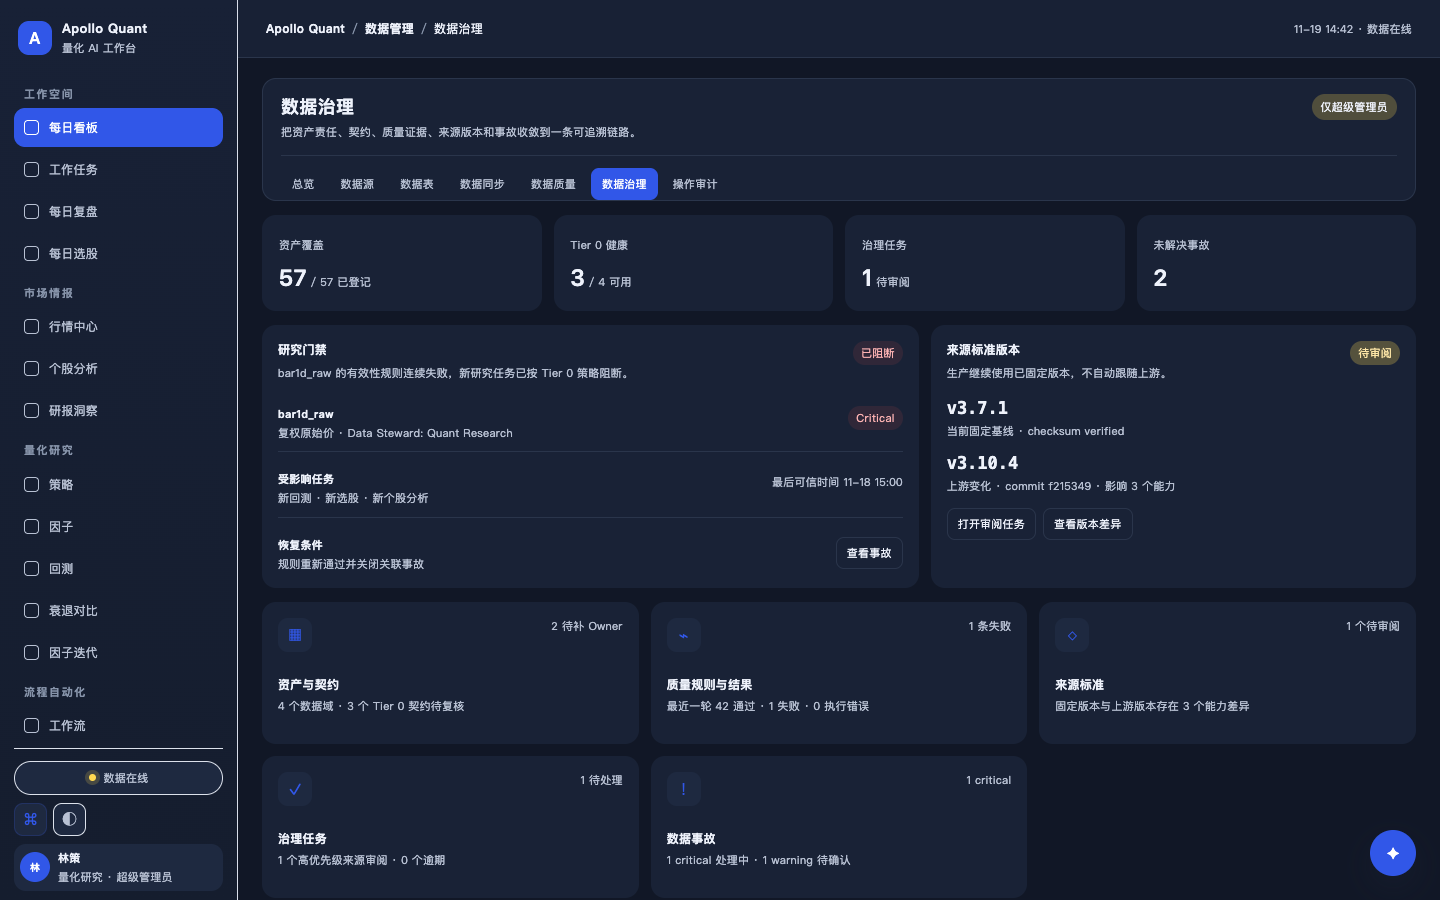 A
Apollo Quant
量化 AI 工作台
工作空间
每日看板
工作任务
每日复盘
每日选股
市场情报
行情中心
个股分析
研报洞察
量化研究
策略
因子
回测
衰退对比
因子迭代
流程自动化
工作流
数据在线
林
林策
量化研究 · 超级管理员
Apollo Quant / 数据管理 / 数据治理
11-19 14:42 · 数据在线
数据治理
仅超级管理员
把资产责任、契约、质量证据、来源版本和事故收敛到一条可追溯链路。
总览 数据源 数据表 数据同步 数据质量 数据治理 操作审计
资产覆盖
57 / 57 已登记
Tier 0 健康
3 / 4 可用
治理任务
1 待审阅
未解决事故
2
研究门禁
已阻断
bar1d_raw 的有效性规则连续失败，新研究任务已按 Tier 0 策略阻断。
bar1d_raw
Critical
复权原始价 · Data Steward: Quant Research
受影响任务
最后可信时间 11-18 15:00
新回测 · 新选股 · 新个股分析
恢复条件
规则重新通过并关闭关联事故
查看事故
来源标准版本
待审阅
生产继续使用已固定版本，不自动跟随上游。
v3.7.1
当前固定基线 · checksum verified
v3.10.4
上游变化 · commit f215349 · 影响 3 个能力
打开审阅任务 查看版本差异
2 待补 Owner
资产与契约
4 个数据域 · 3 个 Tier 0 契约待复核
1 条失败
质量规则与结果
最近一轮 42 通过 · 1 失败 · 0 执行错误
1 个待审阅
来源标准
固定版本与上游版本存在 3 个能力差异
1 待处理
治理任务
1 个高优先级来源审阅 · 0 个逾期
1 critical
数据事故
1 critical 处理中 · 1 warning 待确认